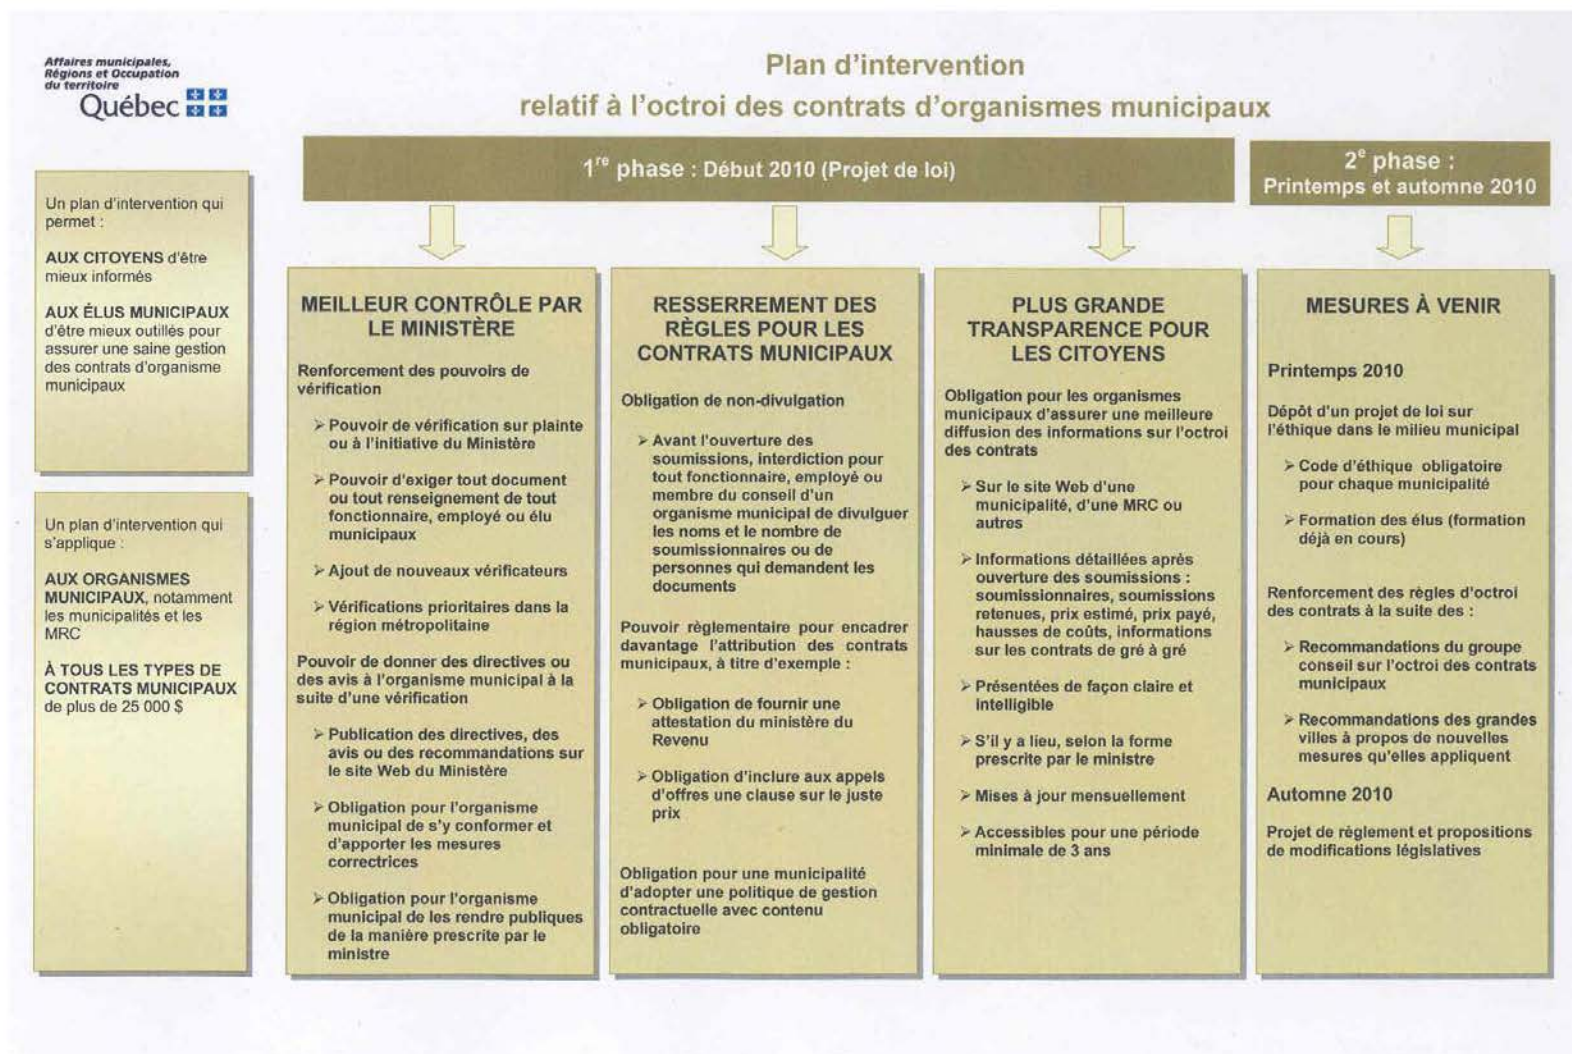 Affaires municipales,
Régions et Occupation
du territoire
Québec
Plan d'intervention
relatif à l'octroi des contrats d'organismes municipaux
1re phase : Début 2010 (Projet de loi)
2e phase :
Printemps et automne 2010
Un plan d'intervention qui
permet :
AUX CITOYENS d'être
mieux informés
AUX ÉLUS MUNICIPAUX
d'être mieux outillés pour
assurer une saine gestion
des contrats d'organisme
municipaux
Un plan d'intervention qui
s'applique :
AUX ORGANISMES
MUNICIPAUX, notamment
les municipalités et les
MRC
À TOUS LES TYPES DE
CONTRATS MUNICIPAUX
de plus de 25 000 $
MEILLEUR CONTRÔLE PAR
LE MINISTÈRE
Renforcement des pouvoirs de
vérification
➢ Pouvoir de vérification sur plainte
ou à l'initiative du Ministère
➢ Pouvoir d'exiger tout document
ou tout renseignement de tout
fonctionnaire, employé ou élu
municipaux
➢ Ajout de nouveaux vérificateurs
➢ Vérifications prioritaires dans la
région métropolitaine
Pouvoir de donner des directives ou
des avis à l'organisme municipal à la
suite d'une vérification
➢ Publication des directives, des
avis ou des recommandations sur
le site Web du Ministère
➢ Obligation pour l'organisme
municipal de s'y conformer et
d'apporter les mesures
correctrices
➢ Obligation pour l'organisme
municipal de les rendre publiques
de la manière prescrite par le
ministre
RESSERREMENT DES
RÈGLES POUR LES
CONTRATS MUNICIPAUX
Obligation de non-divulgation
➢ Avant l'ouverture des
soumissions, interdiction pour
tout fonctionnaire, employé ou
membre du conseil d'un
organisme municipal de divulguer
les noms et le nombre de
soumissionnaires ou de
personnes qui demandent les
documents
Pouvoir règlementaire pour encadrer
davantage l'attribution des contrats
municipaux, à titre d'exemple :
➢ Obligation de fournir une
attestation du ministère du
Revenu
➢ Obligation d'inclure aux appels
d'offres une clause sur le juste
prix
Obligation pour une municipalité
d'adopter une politique de gestion
contractuelle avec contenu
obligatoire
PLUS GRANDE
TRANSPARENCE POUR
LES CITOYENS
Obligation pour les organismes
municipaux d'assurer une meilleure
diffusion des informations sur l'octroi
des contrats
➢ Sur le site Web d'une
municipalité, d'une MRC ou
autres
➢ Informations détaillées après
ouverture des soumissions :
soumissionnaires, soumissions
retenues, prix estimé, prix payé,
hausses de coûts, informations
sur les contrats de gré à gré
➢ Présentées de façon claire et
intelligible
➢ S'il y a lieu, selon la forme
prescrite par le ministre
➢ Mises à jour mensuellement
➢ Accessibles pour une période
minimale de 3 ans
MESURES À VENIR
Printemps 2010
Dépôt d'un projet de loi sur
l'éthique dans le milieu municipal
➢ Code d'éthique obligatoire
pour chaque municipalité
➢ Formation des élus (formation
déjà en cours)
Renforcement des règles d'octroi
des contrats à la suite des :
➢ Recommandations du groupe
conseil sur l'octroi des contrats
municipaux
➢ Recommandations des grandes
villes à propos de nouvelles
mesures qu'elles appliquent
Automne 2010
Projet de règlement et propositions
de modifications législatives